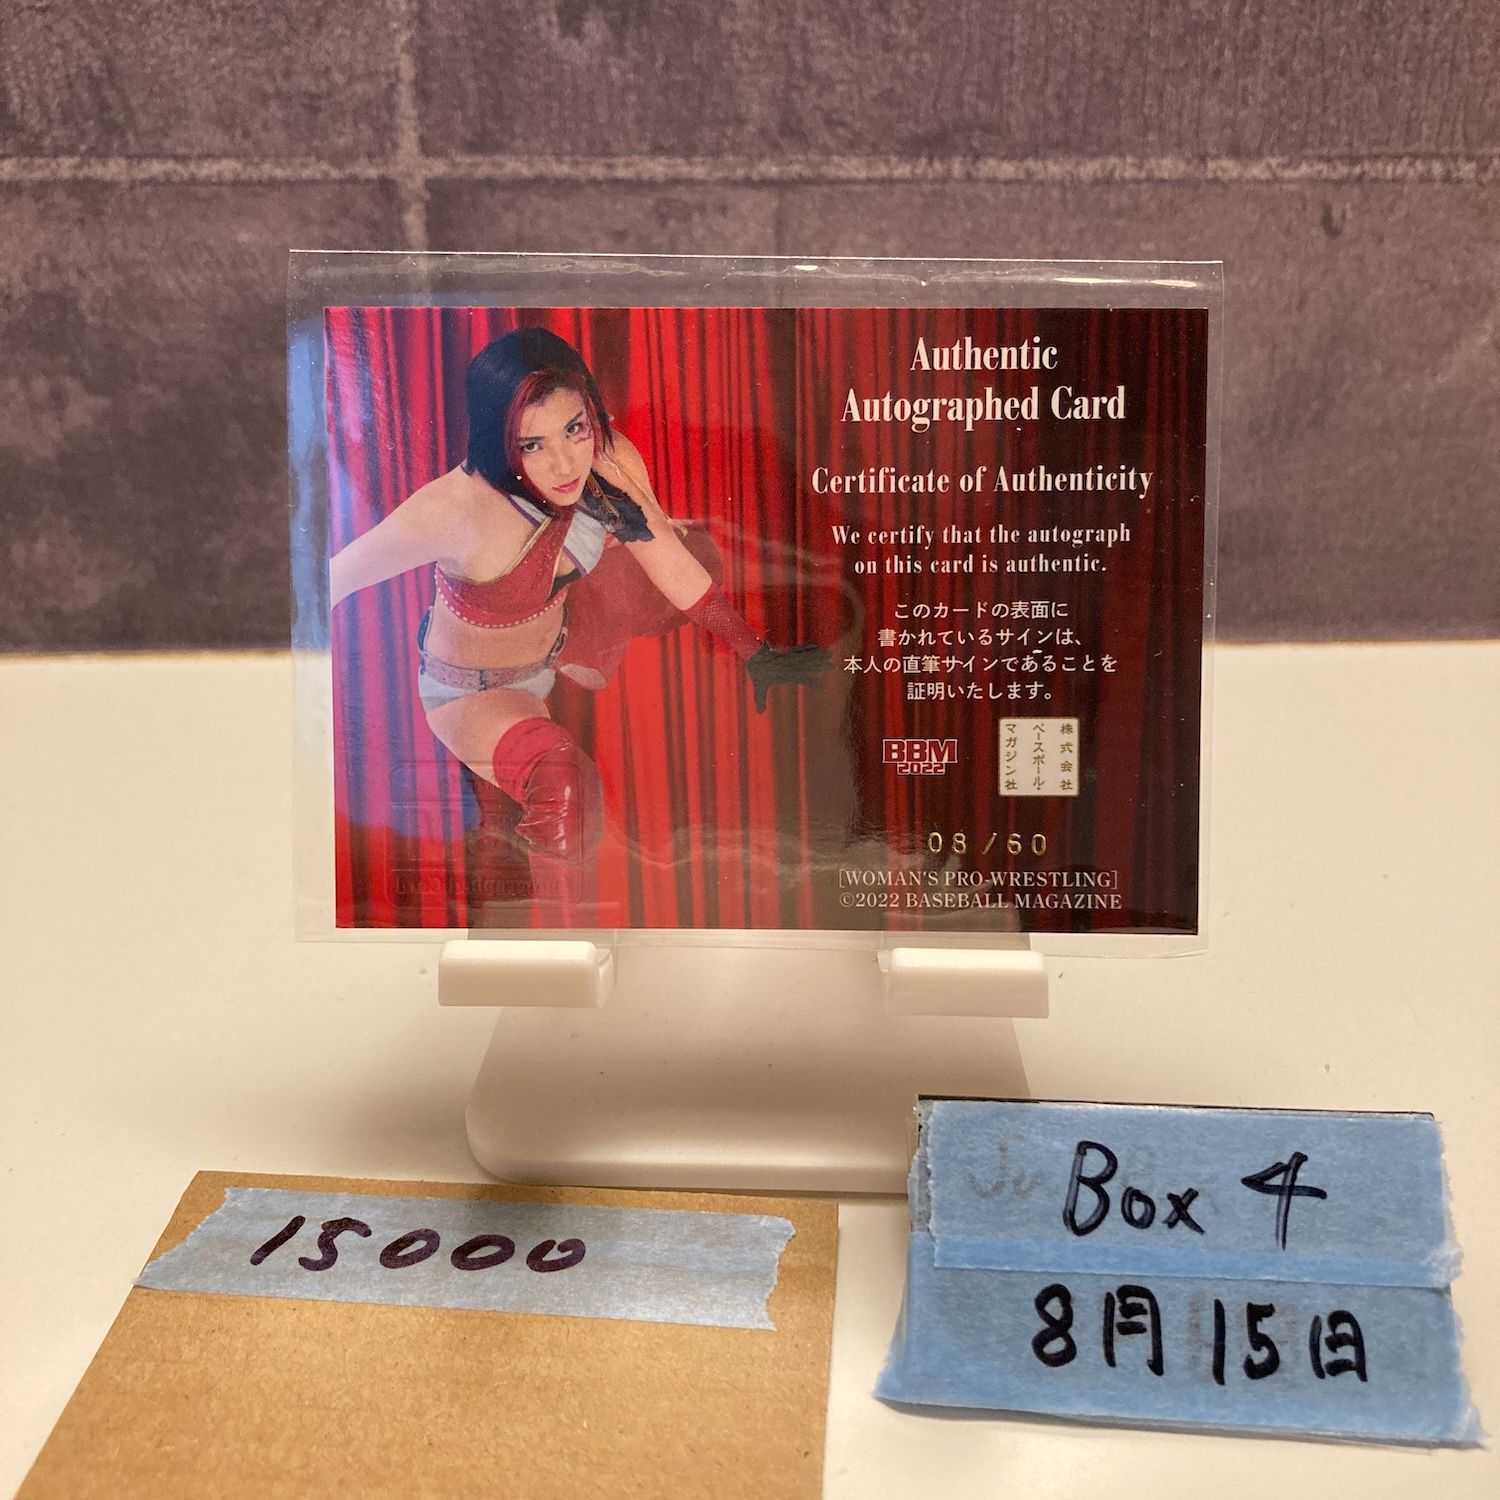 Authentic
Autographed Card
Certificate of Authenticity
We certify that the autograph
on this card is authentic.
このカードの表面に
書かれているサインは、
本人の直筆サインであることを
証明いたします。
BBM
2022
株式会社
ベースボール・
マガジン社
08/60
[WOMAN'S PRO-WRESTLING]
©2022 BASEBALL MAGAZINE
15000
Box 4
8月15日